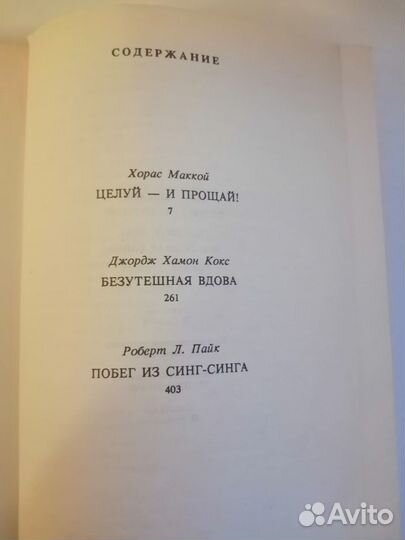 СОДЕРЖАНИЕ
Хорас Маккой
ЦЕЛУЙ — И ПРОЩАЙ!
7
Джордж Хамон Кокс
БЕЗУТЕШНАЯ ВДОВА
261
Роберт Л. Пайк
ПОБЕГ ИЗ СИНГ-СИНГА
403
Avito